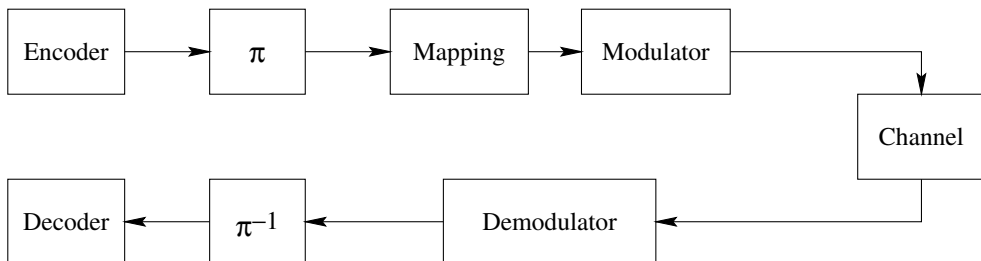 Encoder
π
Mapping
Modulator
Channel
Decoder
π⁻¹
Demodulator